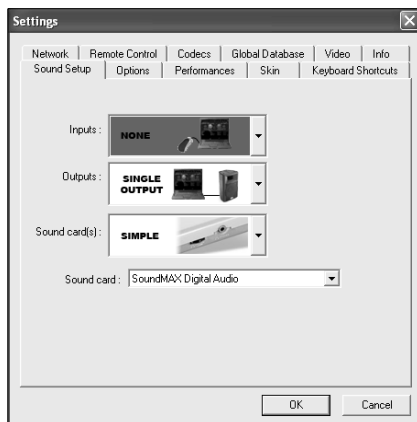 Settings
Network Remote Control Codecs Global Database Video Info
Sound Setup Options Performances Skin Keyboard Shortcuts
Inputs : NONE
Outputs : SINGLE OUTPUT
Sound card(s) : SIMPLE
Sound card : SoundMAX Digital Audio
OK Cancel